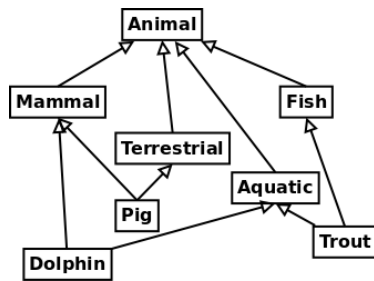 Animal
Mammal
Fish
Terrestrial
Aquatic
Pig
Trout
Dolphin